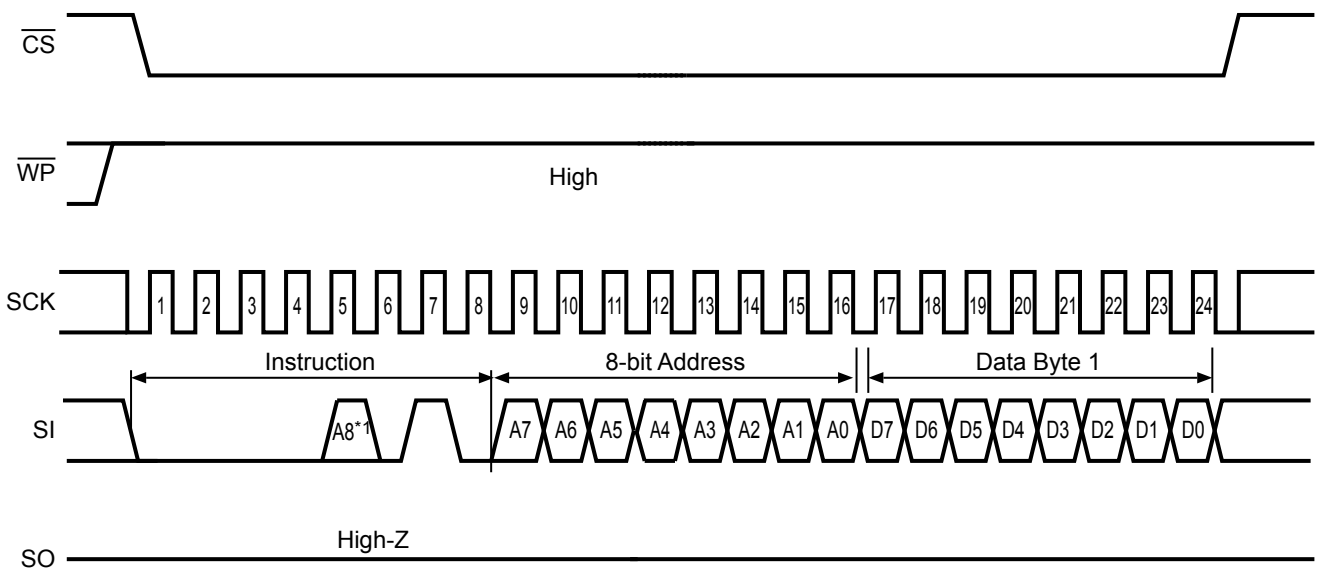 CS
WP
High
SCK 1 2 3 4 5 6 7 8 9 10 11 12 13 14 15 16 17 18 19 20 21 22 23 24
Instruction 8-bit Address Data Byte 1
SI A8*1 A7 A6 A5 A4 A3 A2 A1 A0 D7 D6 D5 D4 D3 D2 D1 D0
High-Z
SO